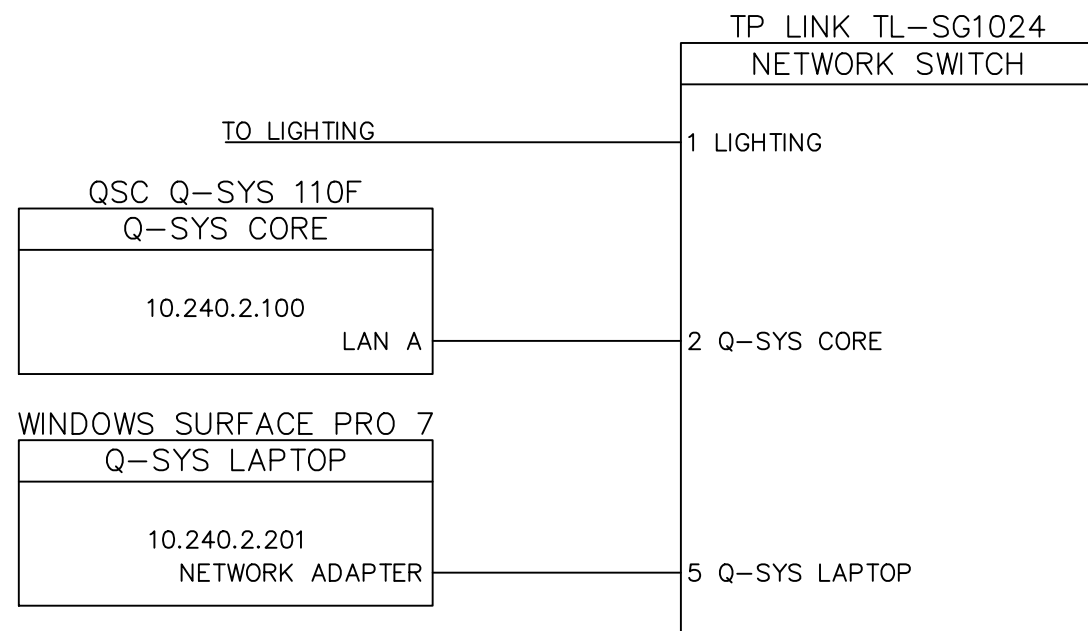 TP LINK TL-SG1024
NETWORK SWITCH
TO LIGHTING
1 LIGHTING
QSC Q-SYS 110F
Q-SYS CORE
10.240.2.100
LAN A
2 Q-SYS CORE
WINDOWS SURFACE PRO 7
Q-SYS LAPTOP
10.240.2.201
NETWORK ADAPTER
5 Q-SYS LAPTOP